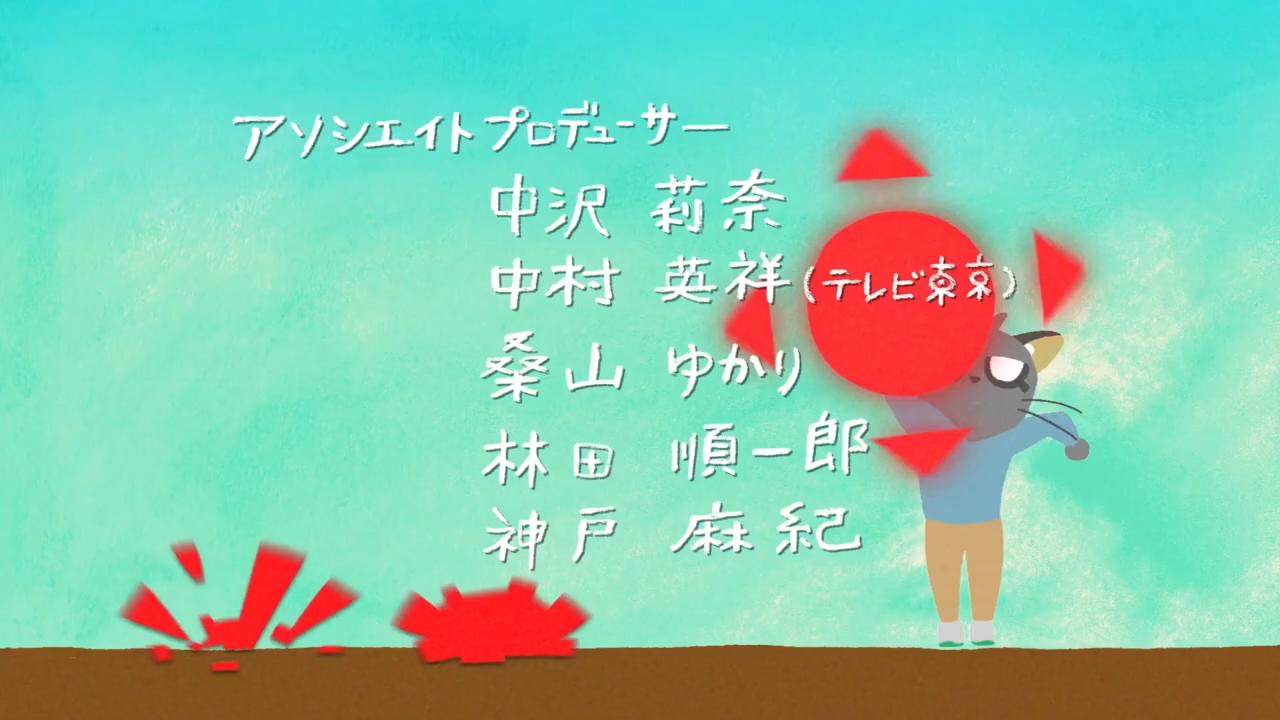 アソシエイトプロデューサー
中沢 莉奈
中村 英祥(テレビ東京)
桑山 ゆかり
林田 順一郎
神戸 麻紀